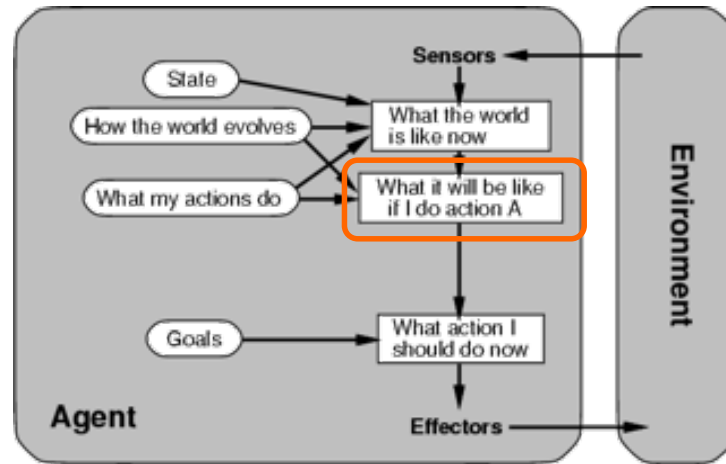 Sensors
State
What the world
is like now
How the world evolves
What it will be like
if I do action A
What my actions do
Goals
What action I
should do now
Agent
Effectors
Environment